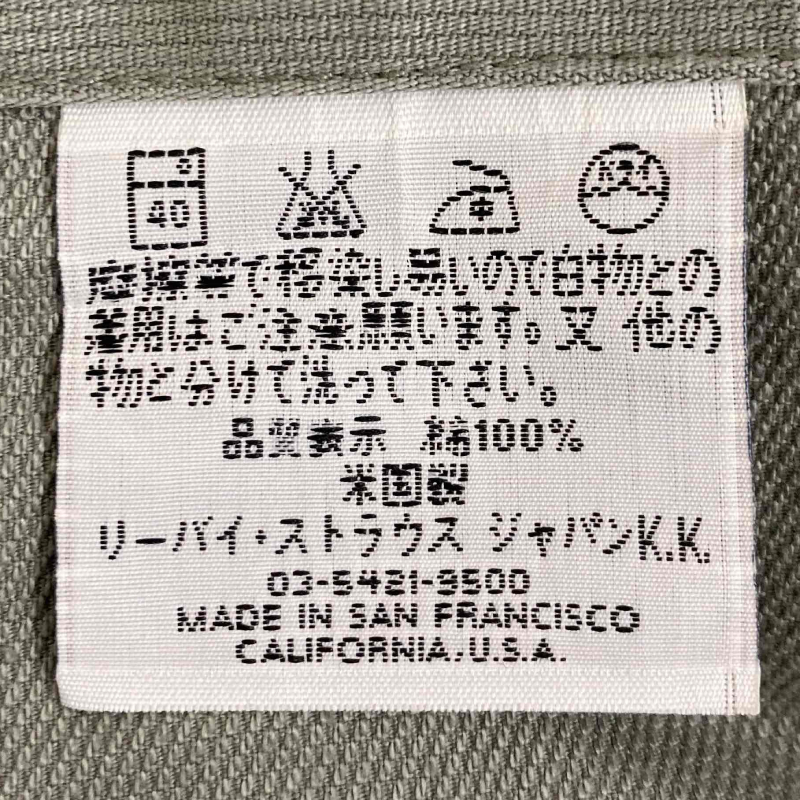 40
中
摩擦等で移染し易いので白物との
着用はご注意願います。又 他の
物と分けて洗って下さい。
品質表示 綿100%
米国製
リーバイ・ストラウス ジャパンK.K.
03-5421-9500
MADE IN SAN FRANCISCO
CALIFORNIA,U.S.A.